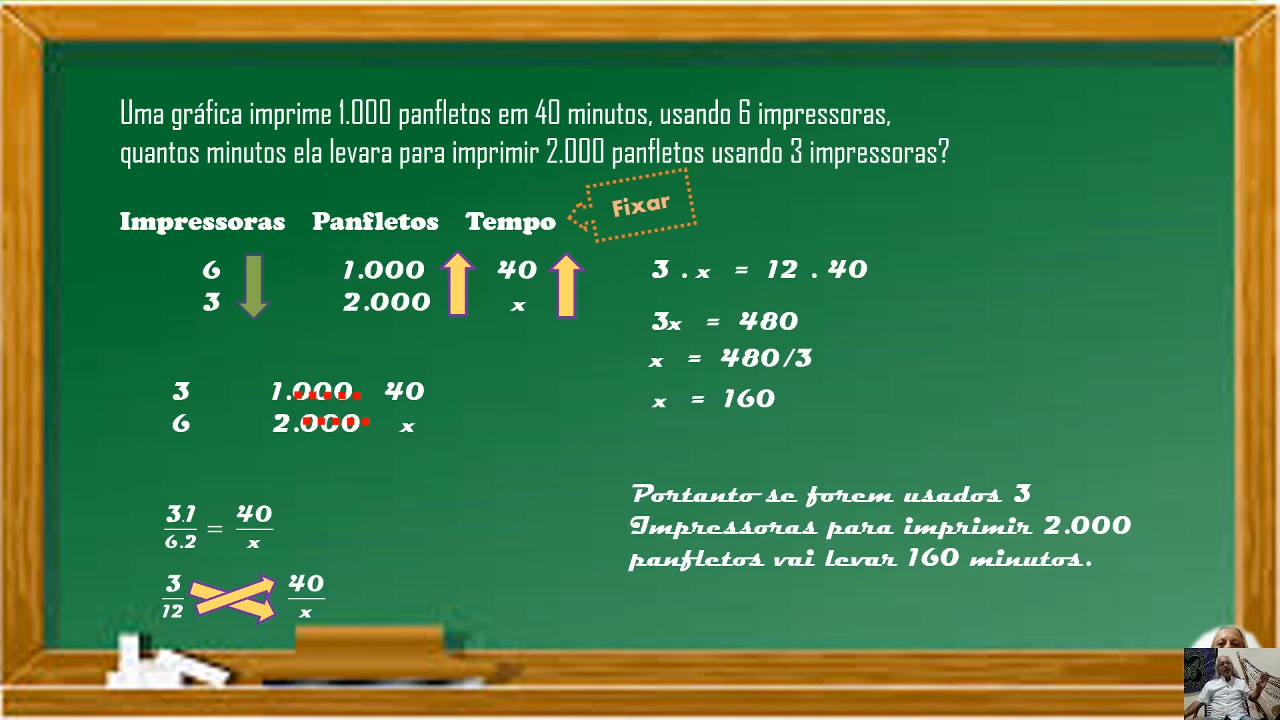 Uma gráfica imprime 1.000 panfletos em 40 minutos, usando 6 impressoras,
quantos minutos ela levara para imprimir 2.000 panfletos usando 3 impressoras?
Fixar
Impressoras Panfletos Tempo
6 1.000 40
3 2.000 x
3 1.000 40
6 2.000 x
3.1/6.2 = 40/x
3/12 40/x
3 . x = 12 . 40
3x = 480
x = 480/3
x = 160
Portanto se forem usados 3
Impressoras para imprimir 2.000
panfletos vai levar 160 minutos.